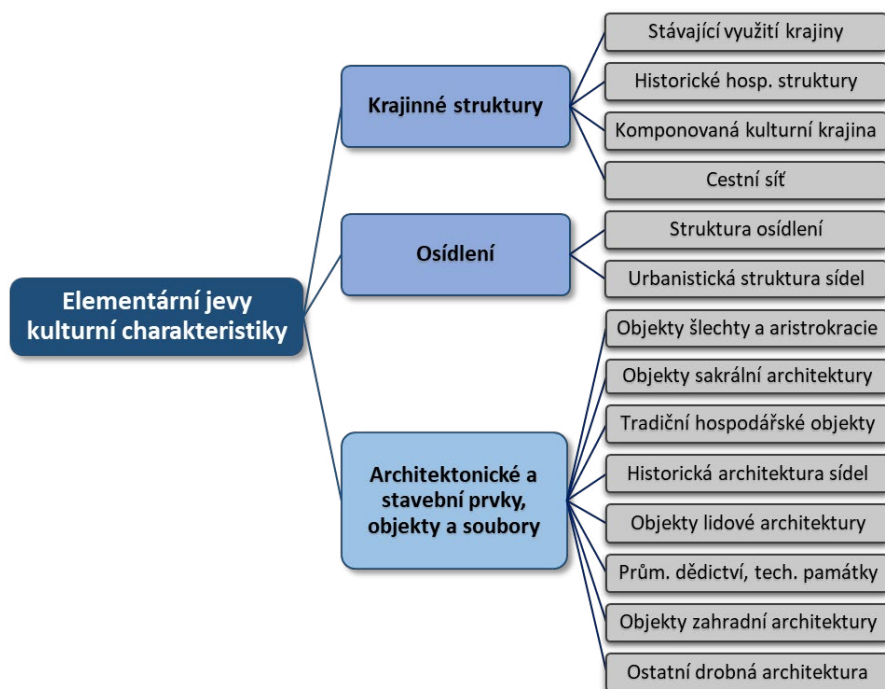 Elementární jevy
kulturní charakteristiky
Krajinné struktury
Stávající využití krajiny
Historické hosp. struktury
Komponovaná kulturní krajina
Cestní síť
Osídlení
Struktura osídlení
Urbanistická struktura sídel
Architektonické a
stavební prvky,
objekty a soubory
Objekty šlechty a aristrokracie
Objekty sakrální architektury
Tradiční hospodářské objekty
Historická architektura sídel
Objekty lidové architektury
Prům. dědictví, tech. památky
Objekty zahradní architektury
Ostatní drobná architektura